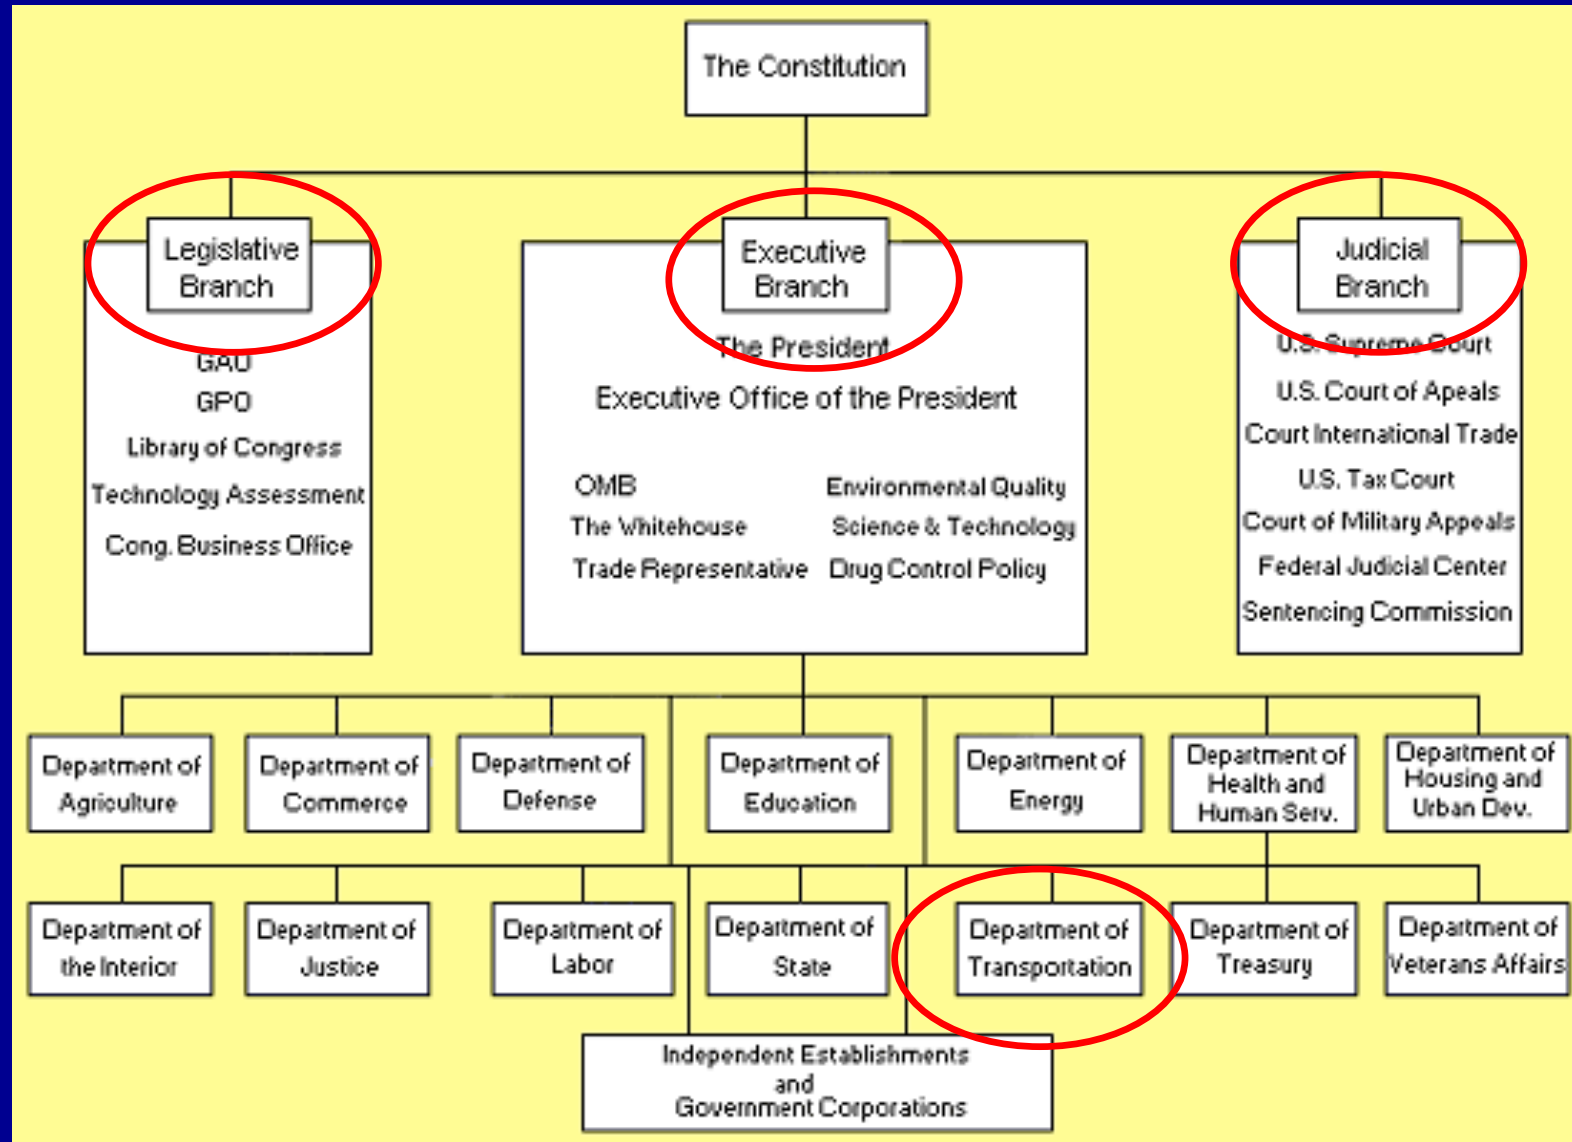 The Constitution
Legislative
Branch
GAO
GPO
Library of Congress
Technology Assessment
Cong. Business Office
Executive
Branch
The President
Executive Office of the President
OMB
Environmental Quality
The Whitehouse
Science & Technology
Trade Representative
Drug Control Policy
Judicial
Branch
U.S. Supreme Court
U.S. Court of Apeals
Court International Trade
U.S. Tax Court
Court of Military Appeals
Federal Judicial Center
Sentencing Commission
Department of
Agriculture
Department of
Commerce
Department of
Defense
Department of
Education
Department of
Energy
Department of
Health and
Human Serv.
Department of
Housing and
Urban Dev.
Department of
the Interior
Department of
Justice
Department of
Labor
Department of
State
Department of
Transportation
Department of
Treasury
Department of
Veterans Affairs
Independent Establishments
and
Government Corporations